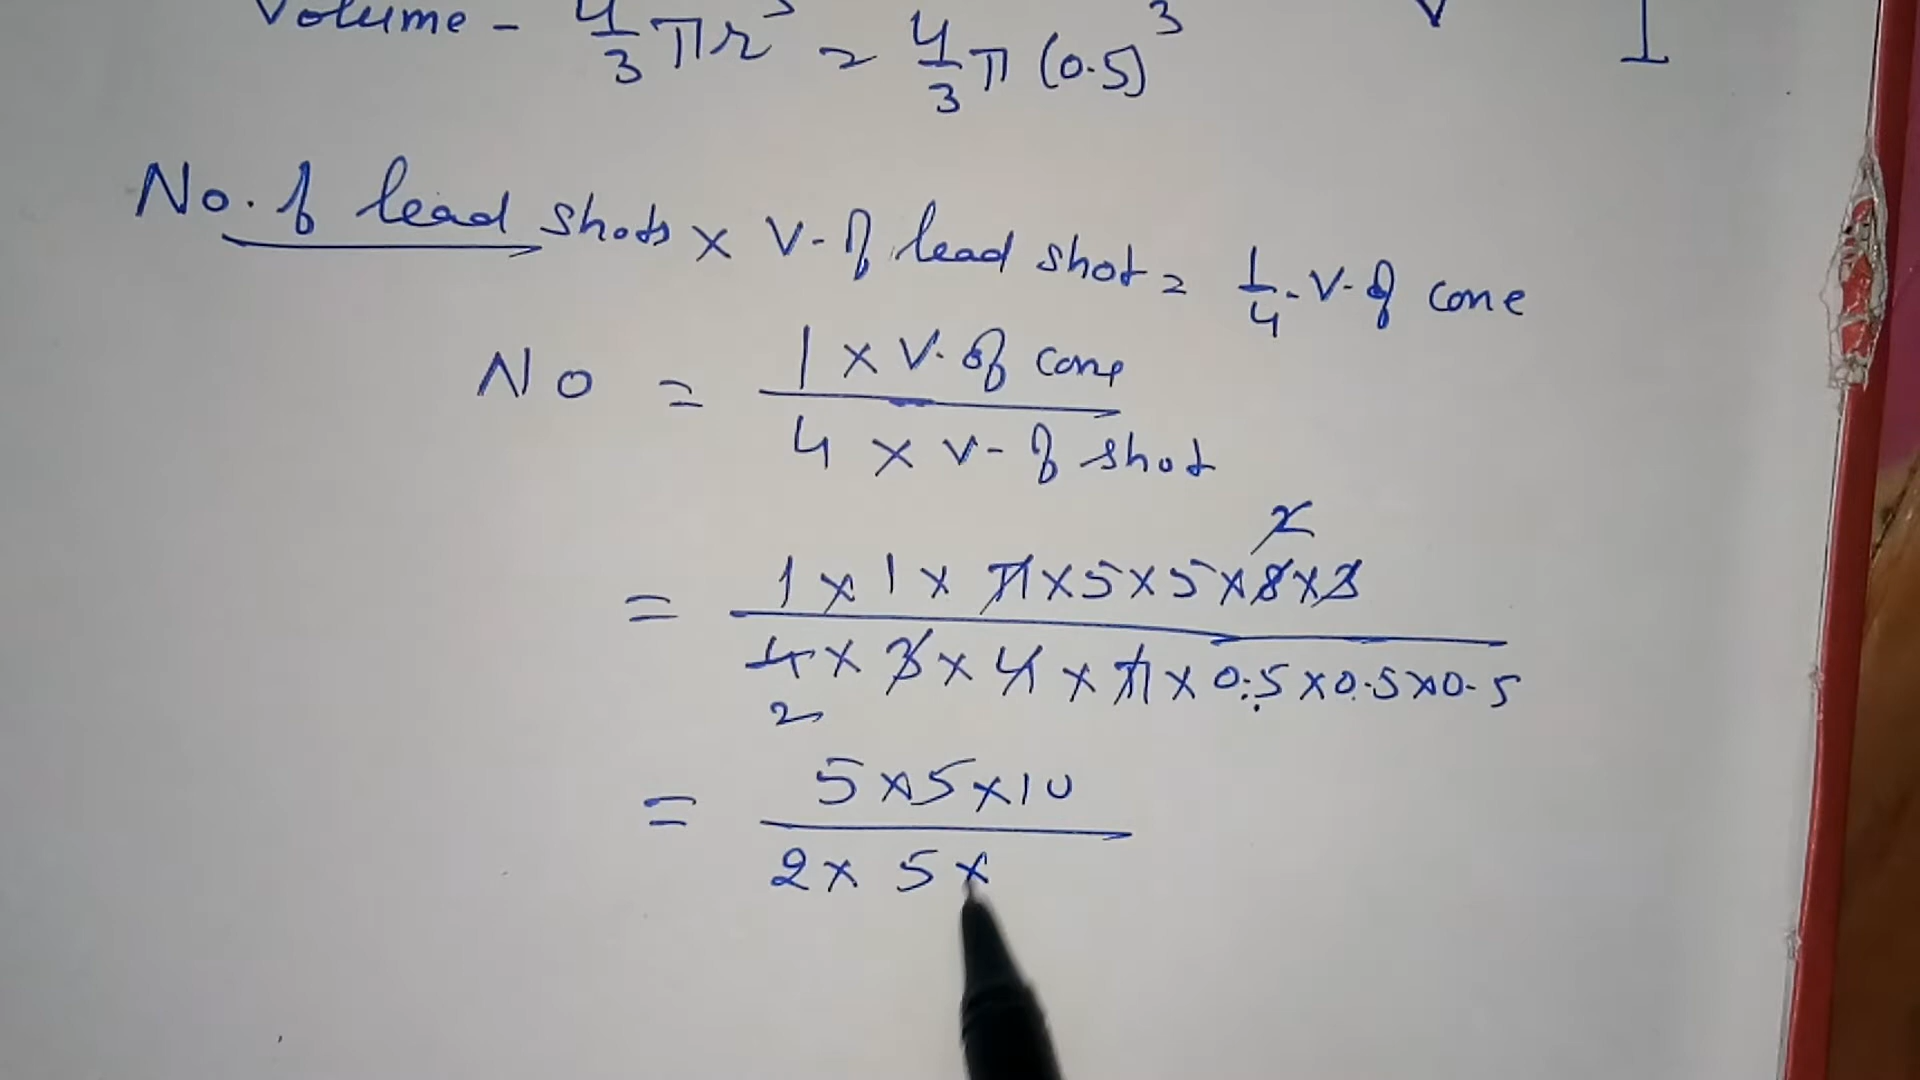 Volume - 4/3 πr³ = 4/3 π (0.5)³
No. of lead shots × V. of lead shot = 1/4 . V. of cone
No = 1 × V. of cone / 4 × V. of shot
= 1 × 1 × π × 5 × 5 × 8 × 3 / 4 × 3 × 4 × π × 0.5 × 0.5 × 0.5
2
2
= 5 × 5 × 10 / 2 × 5 ×